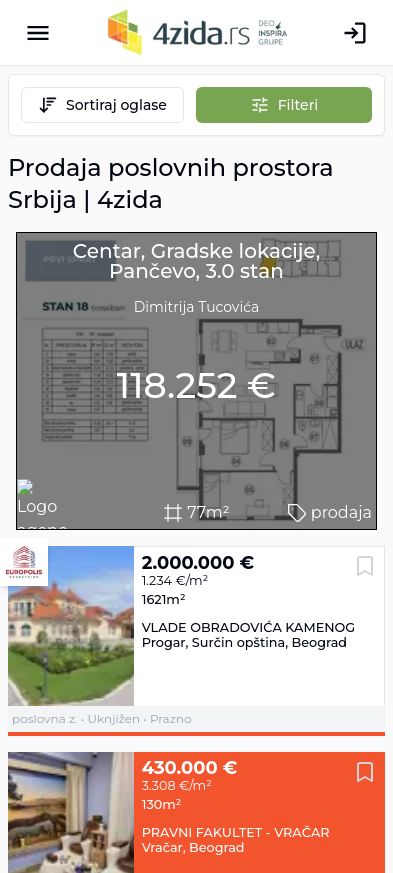 4zida.rs DEO INSPIRA GRUPE
Sortiraj oglase
Filteri
Prodaja poslovnih prostora
Srbija | 4zida
Centar, Gradske lokacije,
Pančevo, 3.0 stan
PRVI SPRAT
Dimitrija Tucovića
STAN 18 trosoban
ULAZ
118.252 €
Logo
77m²
prodaja
EUROPOLIS
2.000.000 €
1.234 €/m²
1621m²
VLADE OBRADOVIĆA KAMENOG
Progar, Surčin opština, Beograd
poslovna z. • Uknjižen • Prazno
430.000 €
3.308 €/m²
130m²
PRAVNI FAKULTET - VRAČAR
Vračar, Beograd